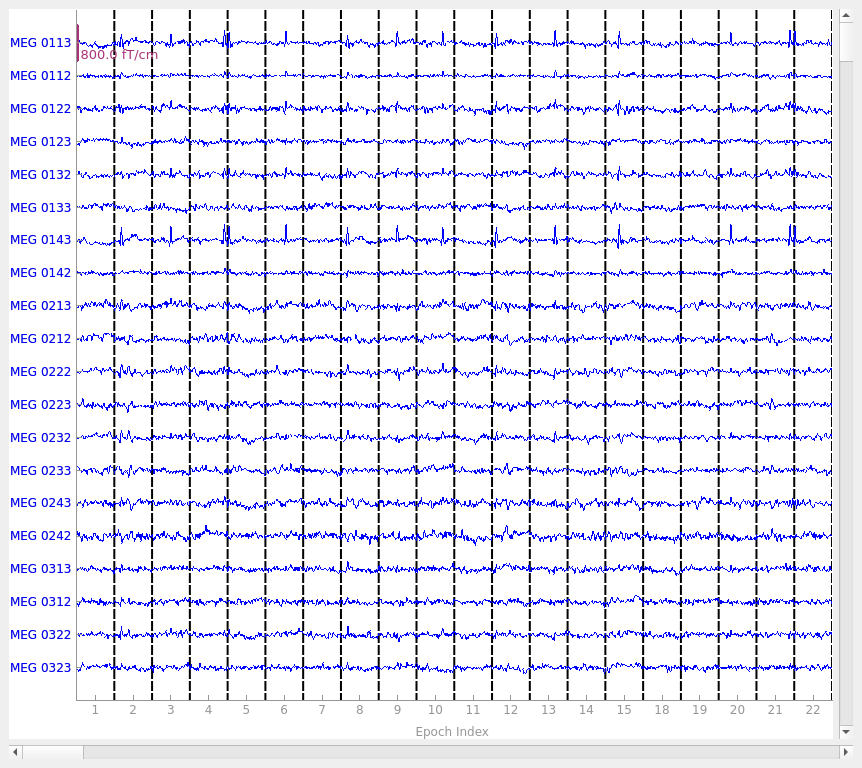 MEG 0113
800.0 fT/cm
MEG 0112
MEG 0122
MEG 0123
MEG 0132
MEG 0133
MEG 0143
MEG 0142
MEG 0213
MEG 0212
MEG 0222
MEG 0223
MEG 0232
MEG 0233
MEG 0243
MEG 0242
MEG 0313
MEG 0312
MEG 0322
MEG 0323
1 2 3 4 5 6 7 8 9 10 11 12 13 14 15 18 19 20 21 22
Epoch Index